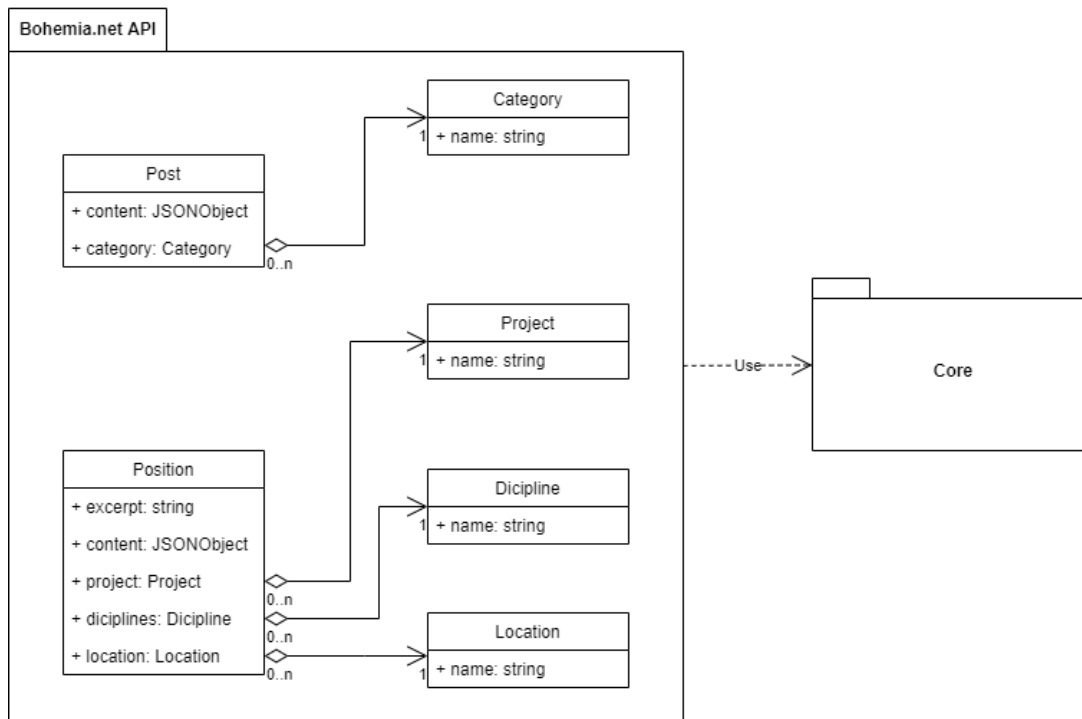 Bohemia.net API
Category
1
+ name: string
Post
+ content: JSONObject
+ category: Category
0..n
Project
1
+ name: string
Use
Core
Position
+ excerpt: string
+ content: JSONObject
+ project: Project
0..n
+ diciplines: Dicipline
0..n
+ location: Location
0..n
Dicipline
1
+ name: string
Location
1
+ name: string